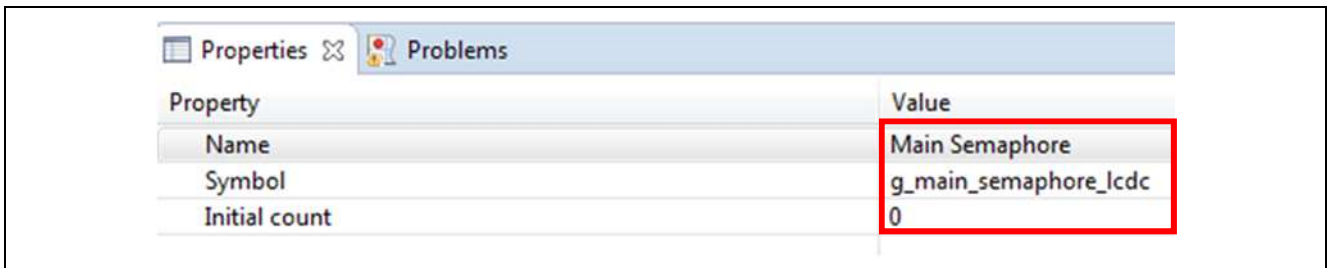 Properties Problems
Property Value
Name Main Semaphore
Symbol g_main_semaphore_lcdc
Initial count 0